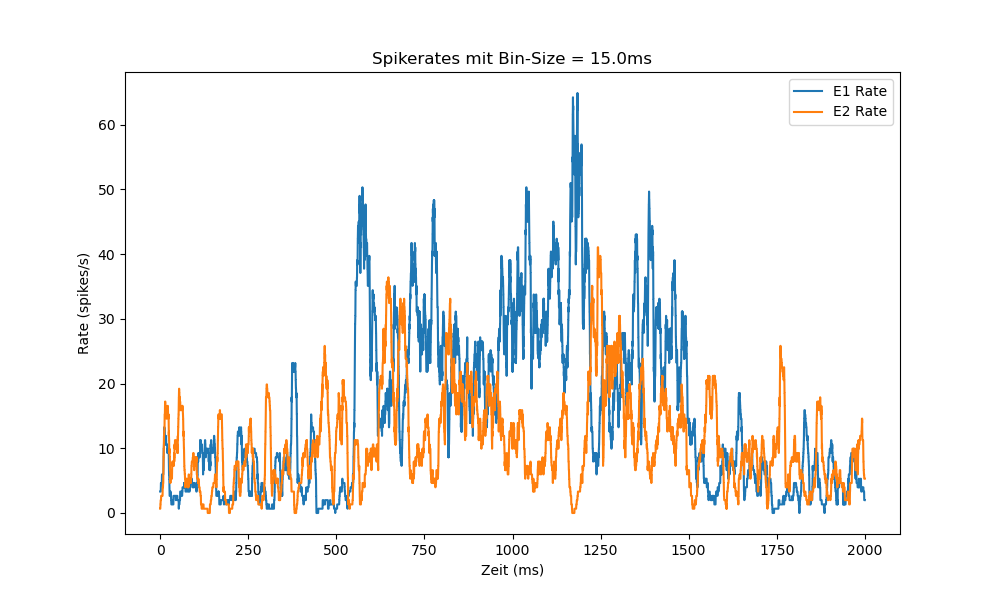 Spikerates mit Bin-Size = 15.0ms
E1 Rate
E2 Rate
60
50
40
30
20
10
0
Rate (spikes/s)
0 250 500 750 1000 1250 1500 1750 2000
Zeit (ms)